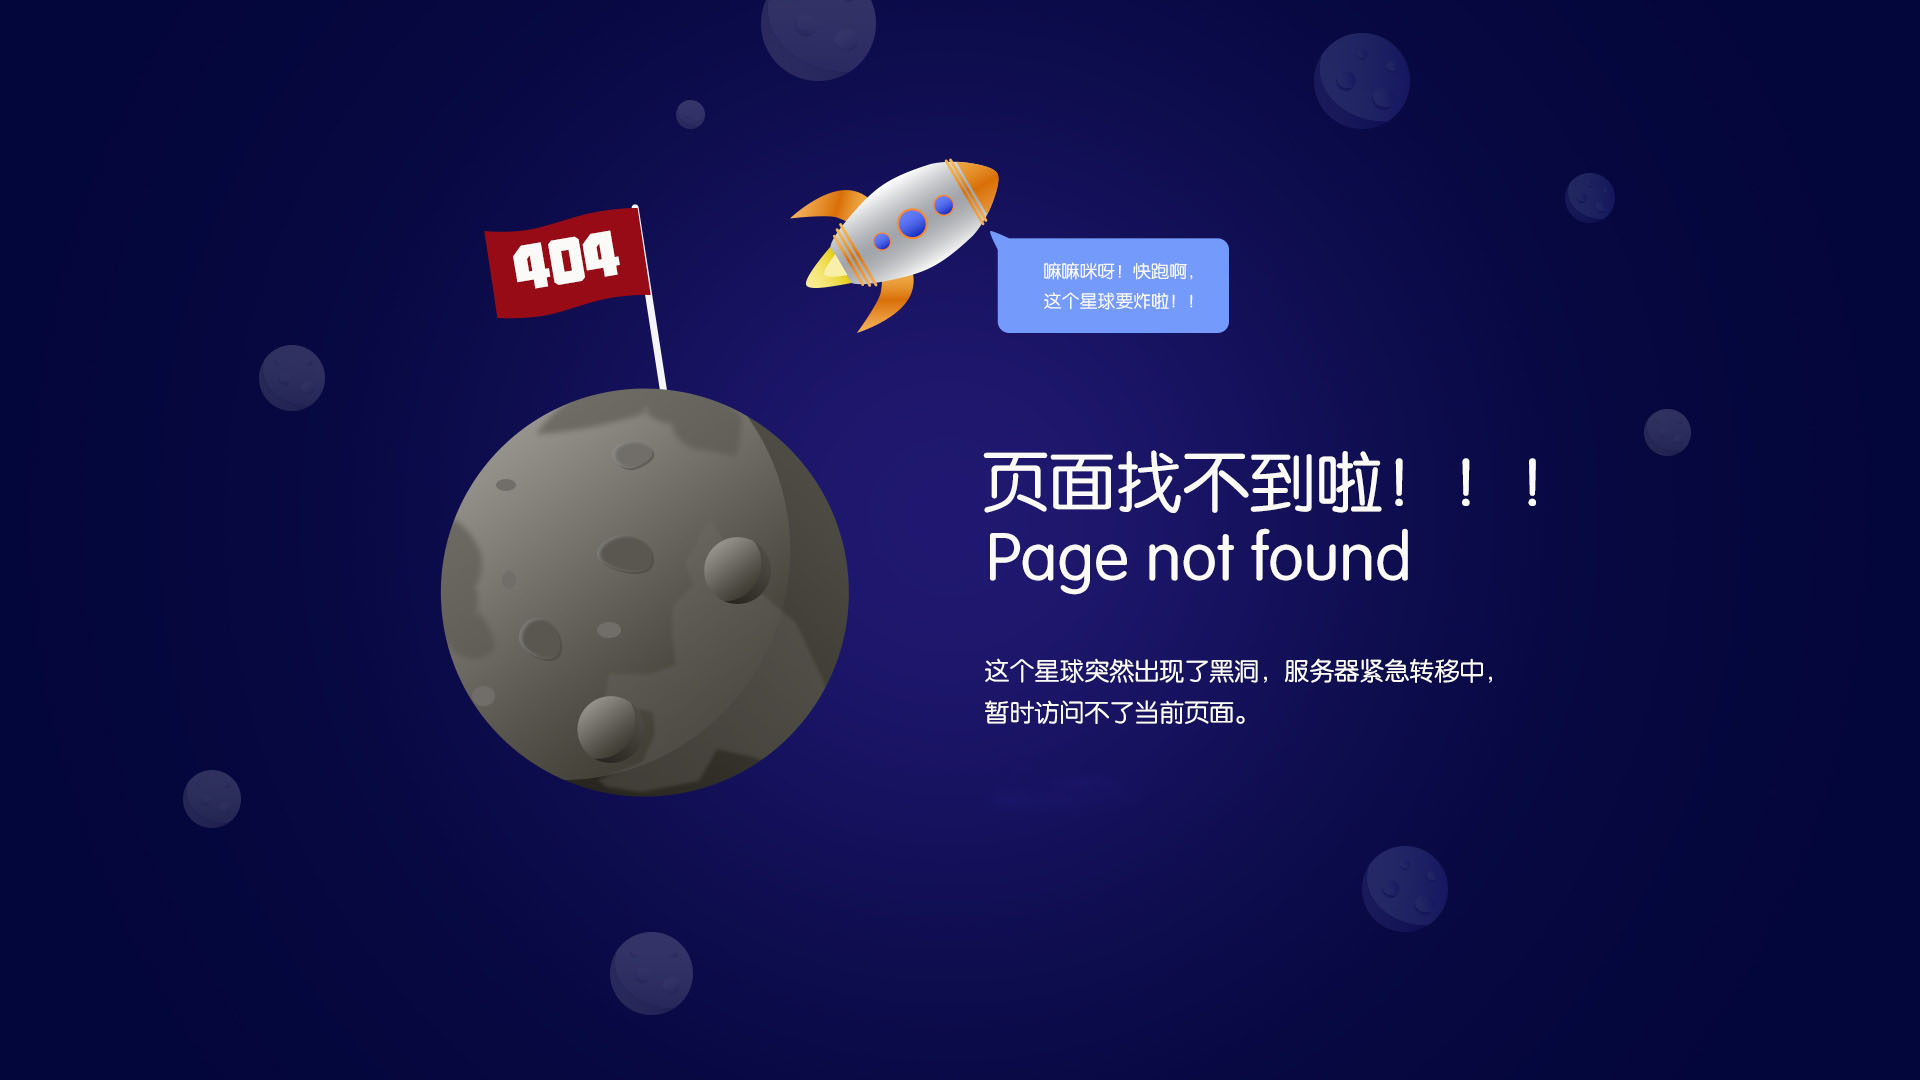 404
嘛嘛咪呀！快跑啊，
这个星球要炸啦！！
页面找不到啦！！！
Page not found
这个星球突然出现了黑洞，服务器紧急转移中，
暂时访问不了当前页面。